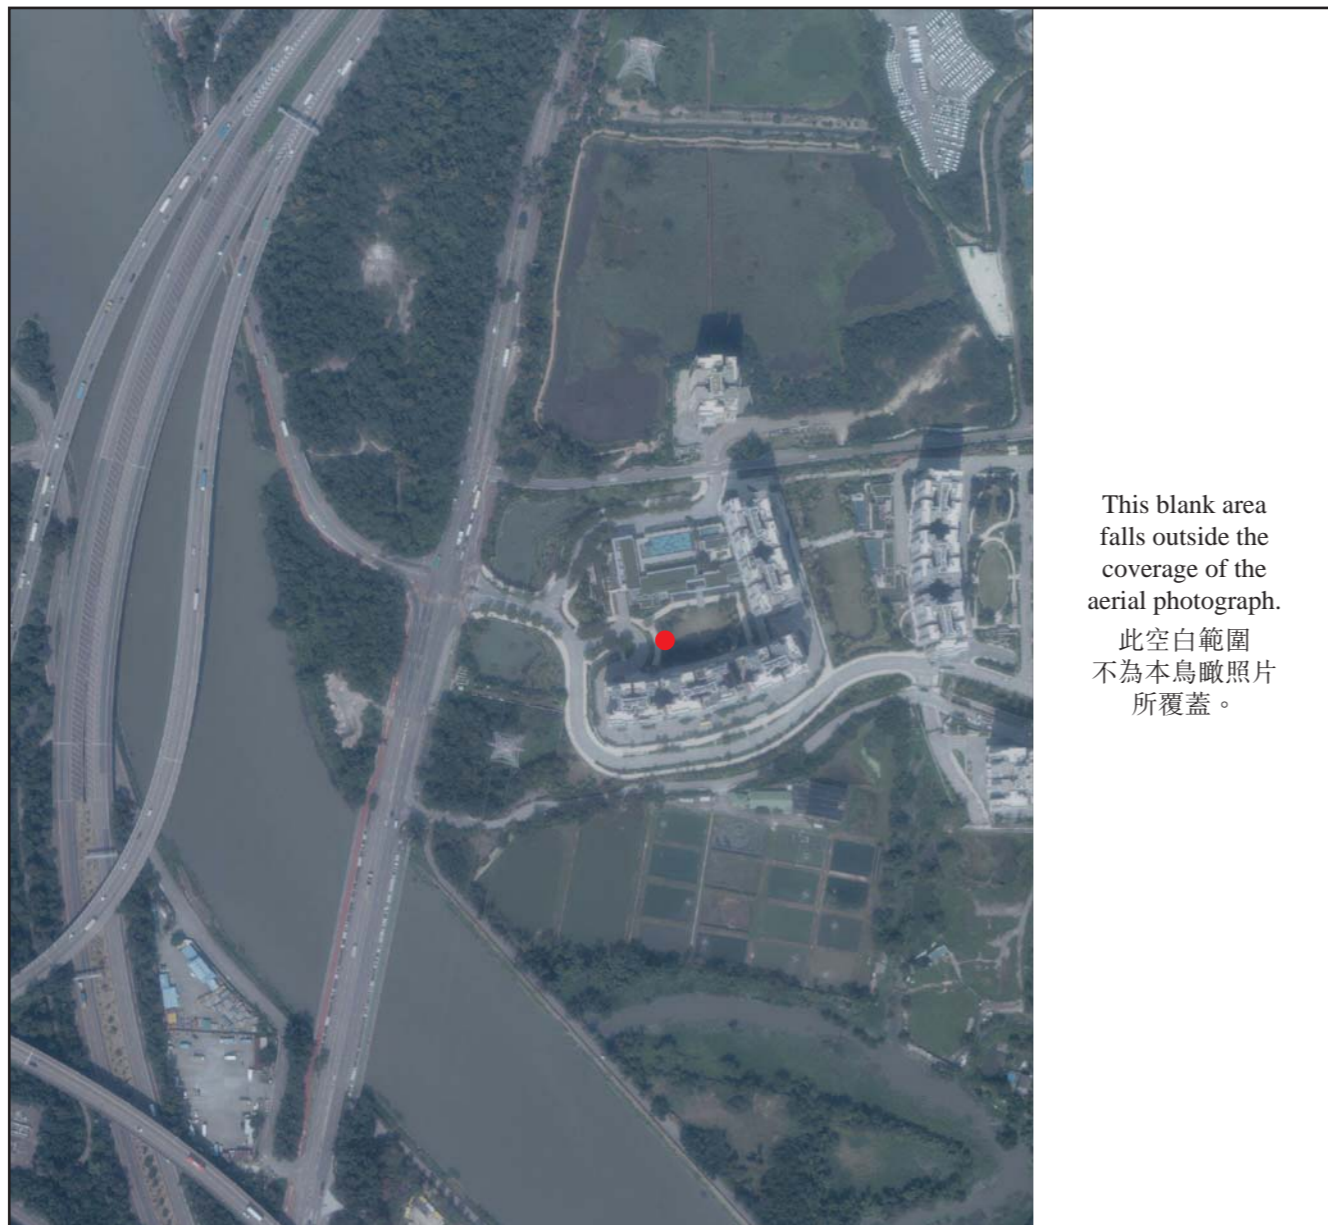 This blank area
falls outside the
coverage of the
aerial photograph.
此空白範圍
不為本鳥瞰照片
所覆蓋。